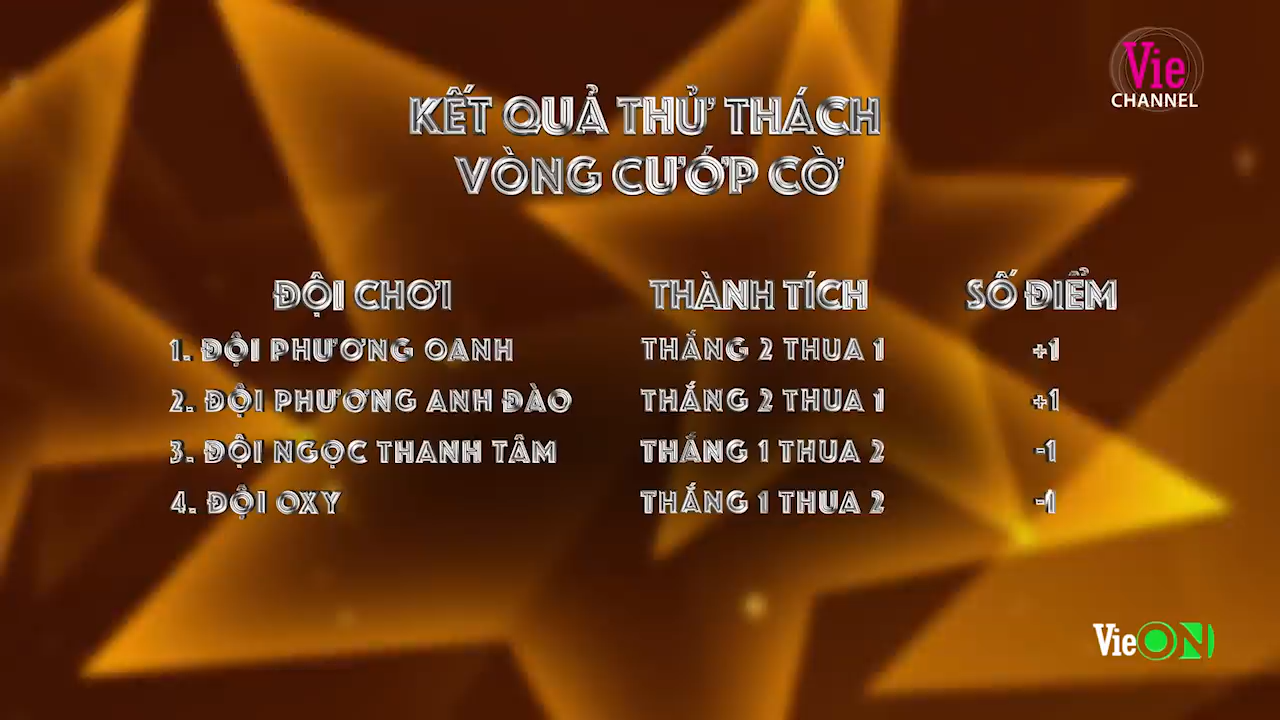 Vie
CHANNEL
KẾT QUẢ THỬ THÁCH
VÒNG CƯỚP CỜ
ĐỘI CHƠI THÀNH TÍCH SỐ ĐIỂM
1. ĐỘI PHƯƠNG OANH THẮNG 2 THUA 1 +1
2. ĐỘI PHƯƠNG ANH ĐÀO THẮNG 2 THUA 1 +1
3. ĐỘI NGỌC THANH TÂM THẮNG 1 THUA 2 -1
4. ĐỘI OXY THẮNG 1 THUA 2 -1
VieON